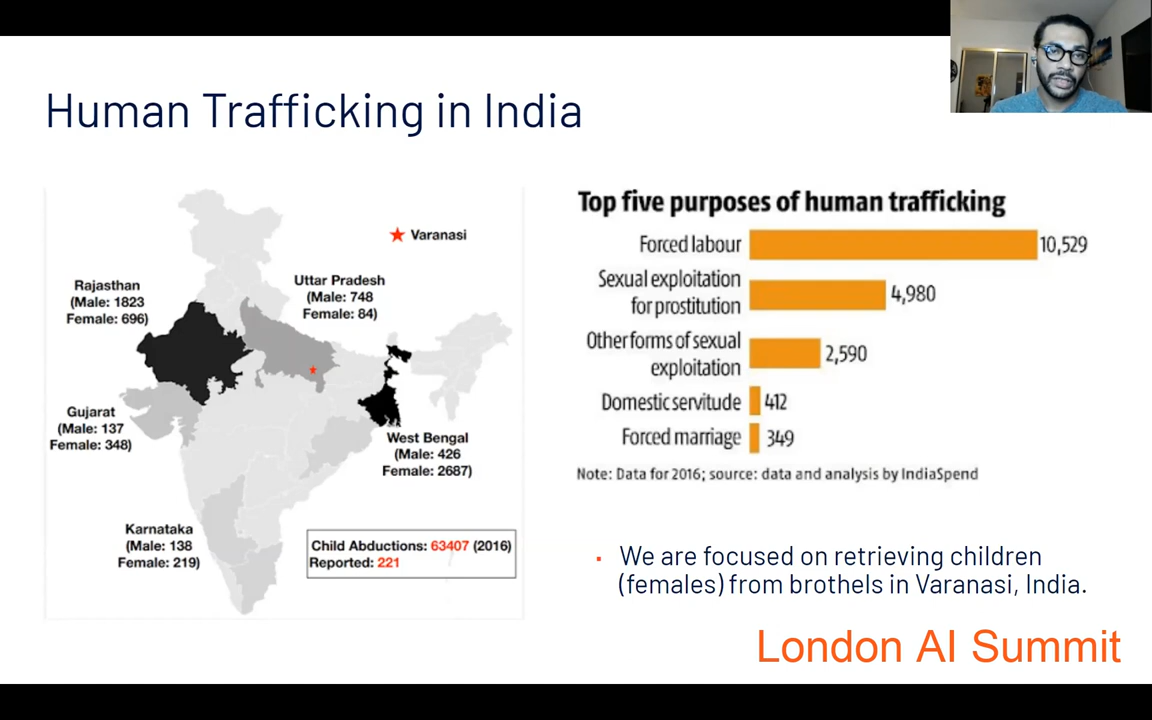 Human Trafficking in India
Varanasi
Rajasthan
(Male: 1823
Female: 696)
Uttar Pradesh
(Male: 748
Female: 84)
Gujarat
(Male: 137
Female: 348)
West Bengal
(Male: 426
Female: 2687)
Karnataka
(Male: 138
Female: 219)
Child Abductions: 63407 (2016)
Reported: 221
Top five purposes of human trafficking
Forced labour 10,529
Sexual exploitation
for prostitution 4,980
Other forms of sexual
exploitation 2,590
Domestic servitude 412
Forced marriage 349
Note: Data for 2016; source: data and analysis by IndiaSpend
We are focused on retrieving children
(females) from brothels in Varanasi, India.
London AI Summit